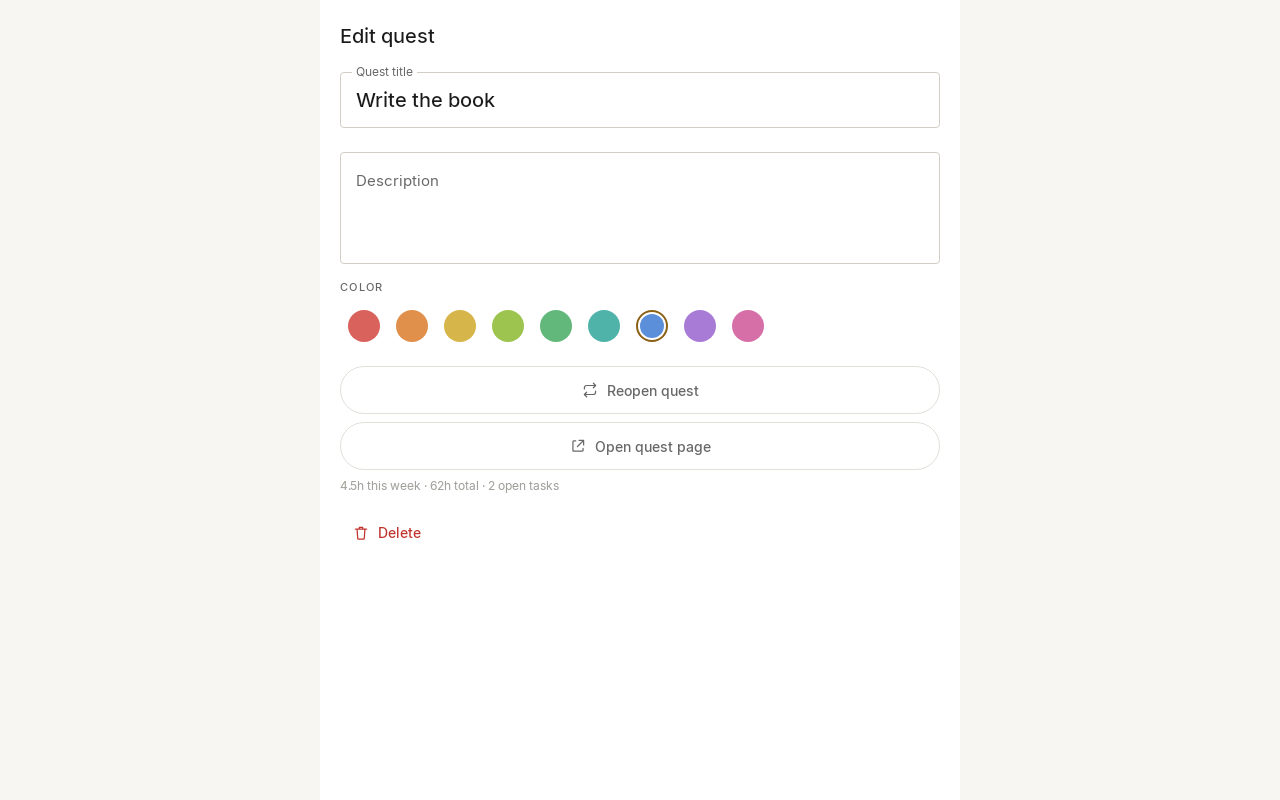 Edit quest
Quest title
Write the book
Description
COLOR
Reopen quest
Open quest page
4.5h this week · 62h total · 2 open tasks
Delete